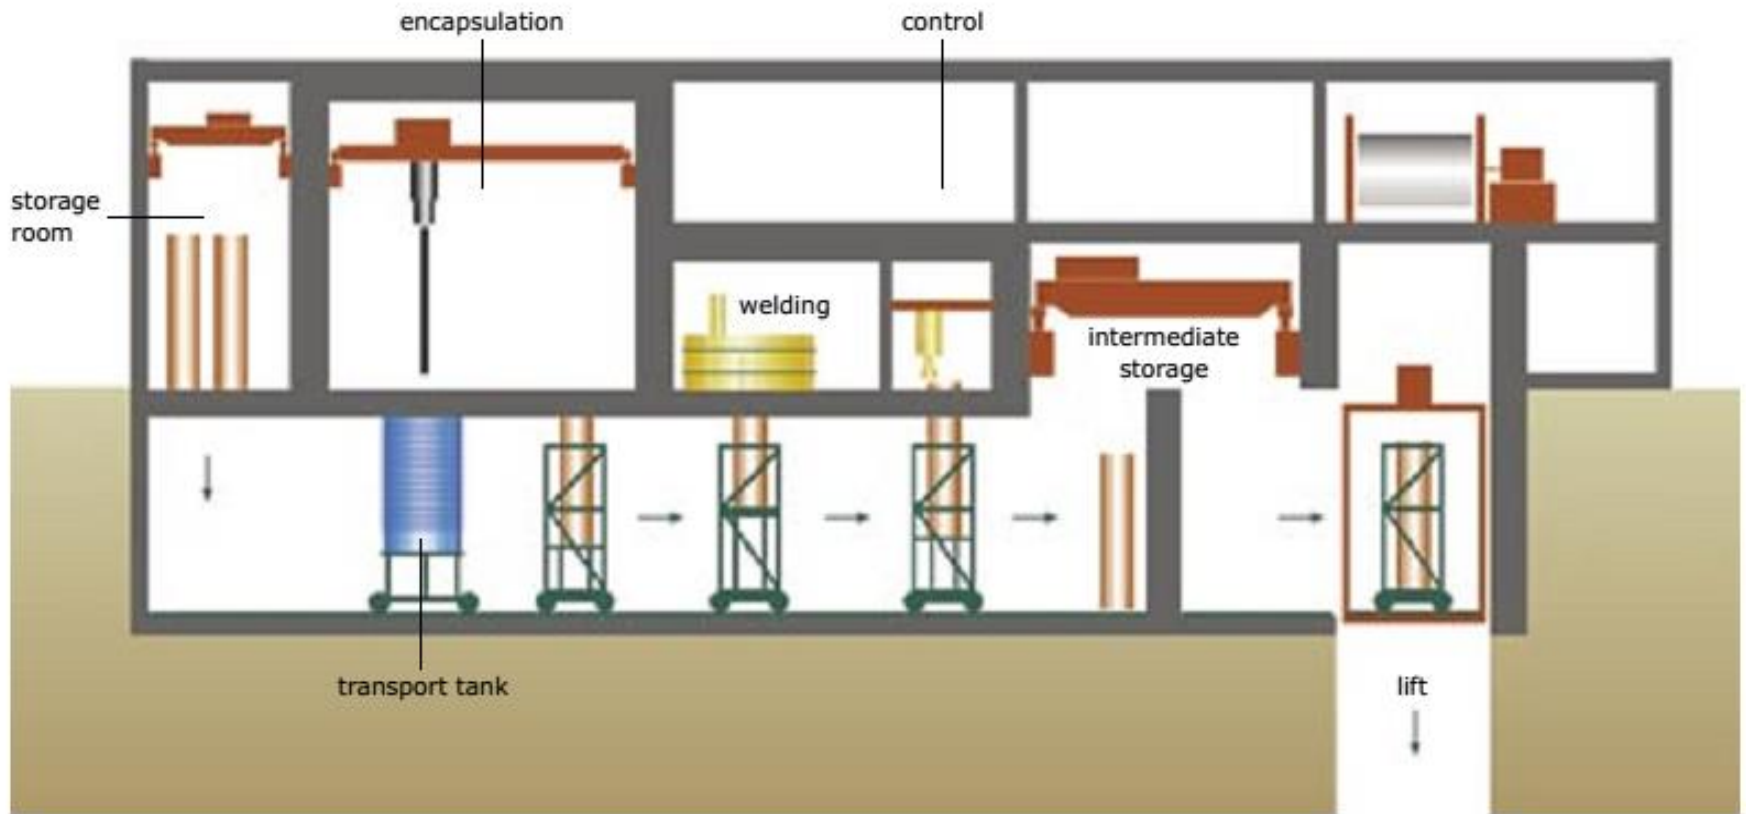 encapsulation
control
storage
room
welding
intermediate
storage
transport tank
lift